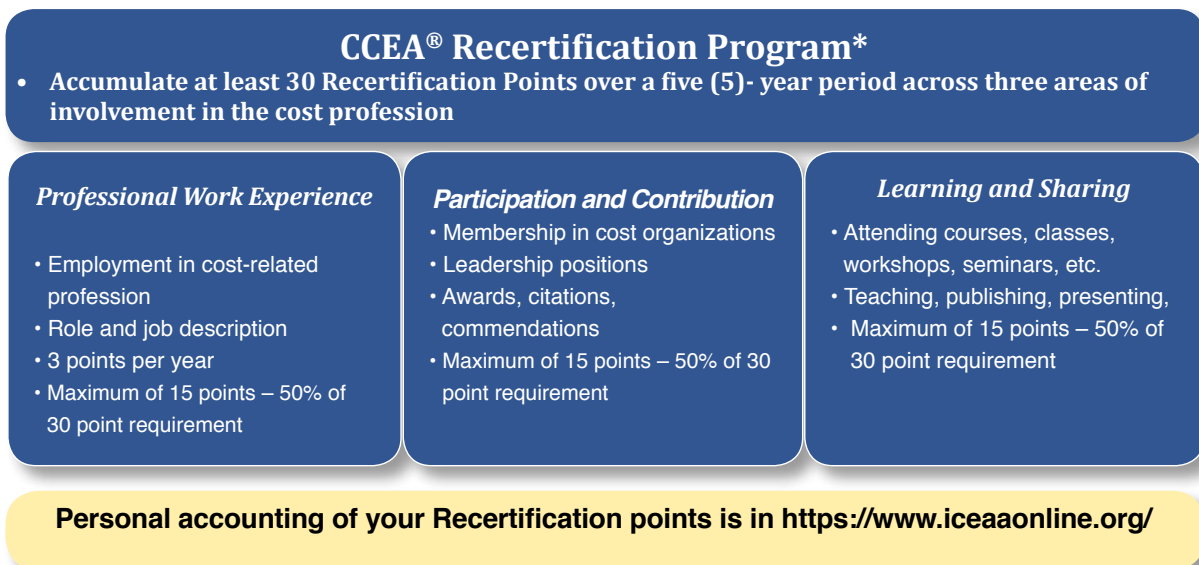 CCEA® Recertification Program*
• Accumulate at least 30 Recertification Points over a five (5)- year period across three areas of
involvement in the cost profession
Professional Work Experience
• Employment in cost-related
profession
• Role and job description
• 3 points per year
• Maximum of 15 points – 50% of
30 point requirement
Participation and Contribution
• Membership in cost organizations
• Leadership positions
• Awards, citations,
commendations
• Maximum of 15 points – 50% of 30
point requirement
Learning and Sharing
• Attending courses, classes,
workshops, seminars, etc.
• Teaching, publishing, presenting,
• Maximum of 15 points – 50% of
30 point requirement
Personal accounting of your Recertification points is in https://www.iceaaonline.org/